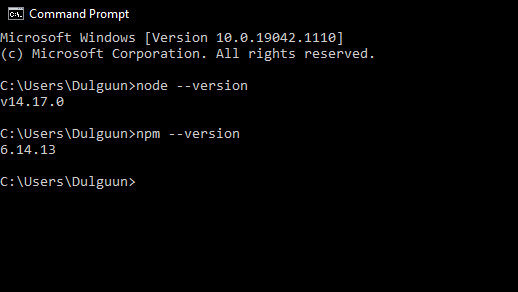 Command Prompt
Microsoft Windows [Version 10.0.19042.1110]
(c) Microsoft Corporation. All rights reserved.
C:\Users\Dulguun>node --version
v14.17.0
C:\Users\Dulguun>npm --version
6.14.13
C:\Users\Dulguun>